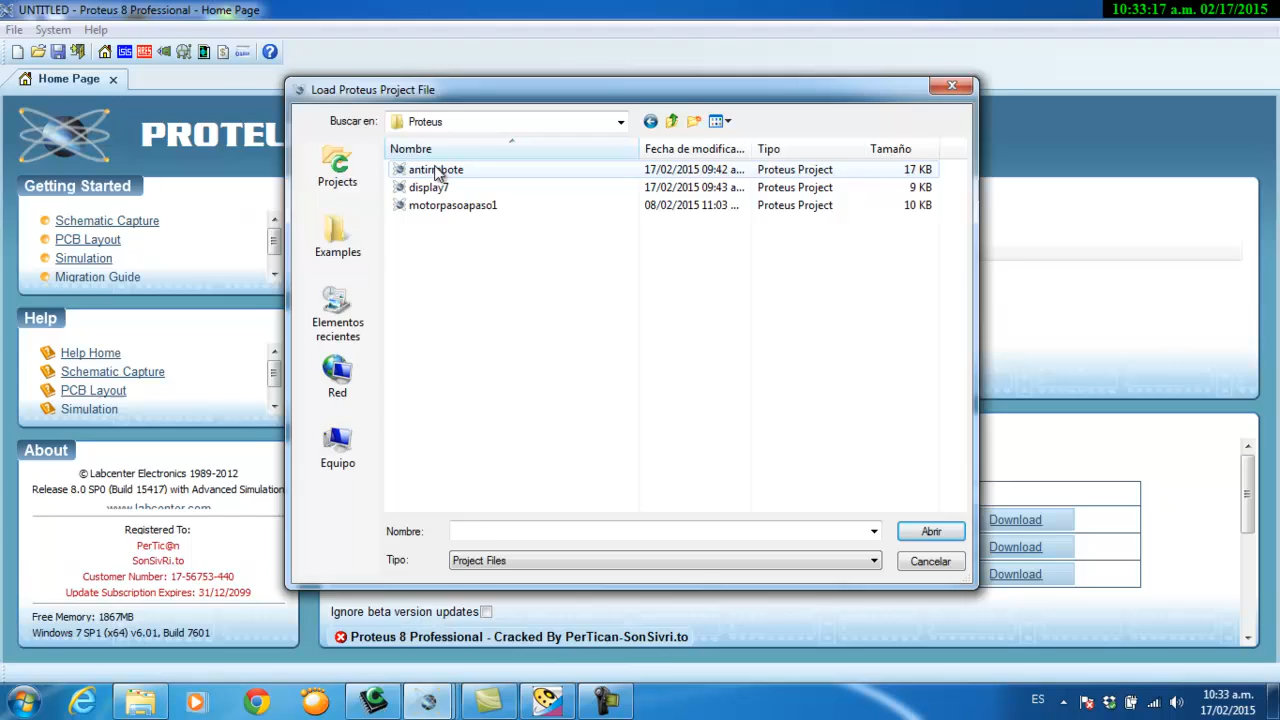 UNTITLED - Proteus 8 Professional - Home Page
10:33:17 a.m. 02/17/2015
File System Help
Home Page
PROTEU
Load Proteus Project File
Buscar en: Proteus
Nombre Fecha de modifica... Tipo Tamaño
display7 17/02/2015 09:43 a... Proteus Project 9 KB
17/02/2015 09:42 a... Proteus Project 17 KB
motorpasoapaso1 08/02/2015 11:03 ... Proteus Project 10 KB
Projects
Examples
Elementos
recientes
Red
Equipo
Nombre:
Abrir
Tipo: Project Files
Cancelar
Getting Started
Schematic Capture
PCB Layout
Simulation
Migration Guide
Help
Help Home
Schematic Capture
PCB Layout
Simulation
About
© Labcenter Electronics 1989-2012
Release 8.0 SP0 (Build 15417) with Advanced Simulation
www.labcenter.com
Registered To:
PerTic@n
SonSivRi.to
Customer Number: 17-56753-440
Update Subscription Expires: 31/12/2099
Free Memory: 1867MB
Windows 7 SP1 (x64) v6.01, Build 7601
Download
Download
Download
Ignore beta version updates
Proteus 8 Professional - Cracked By PerTican-SonSivri.to
ES
10:33 a.m.
17/02/2015